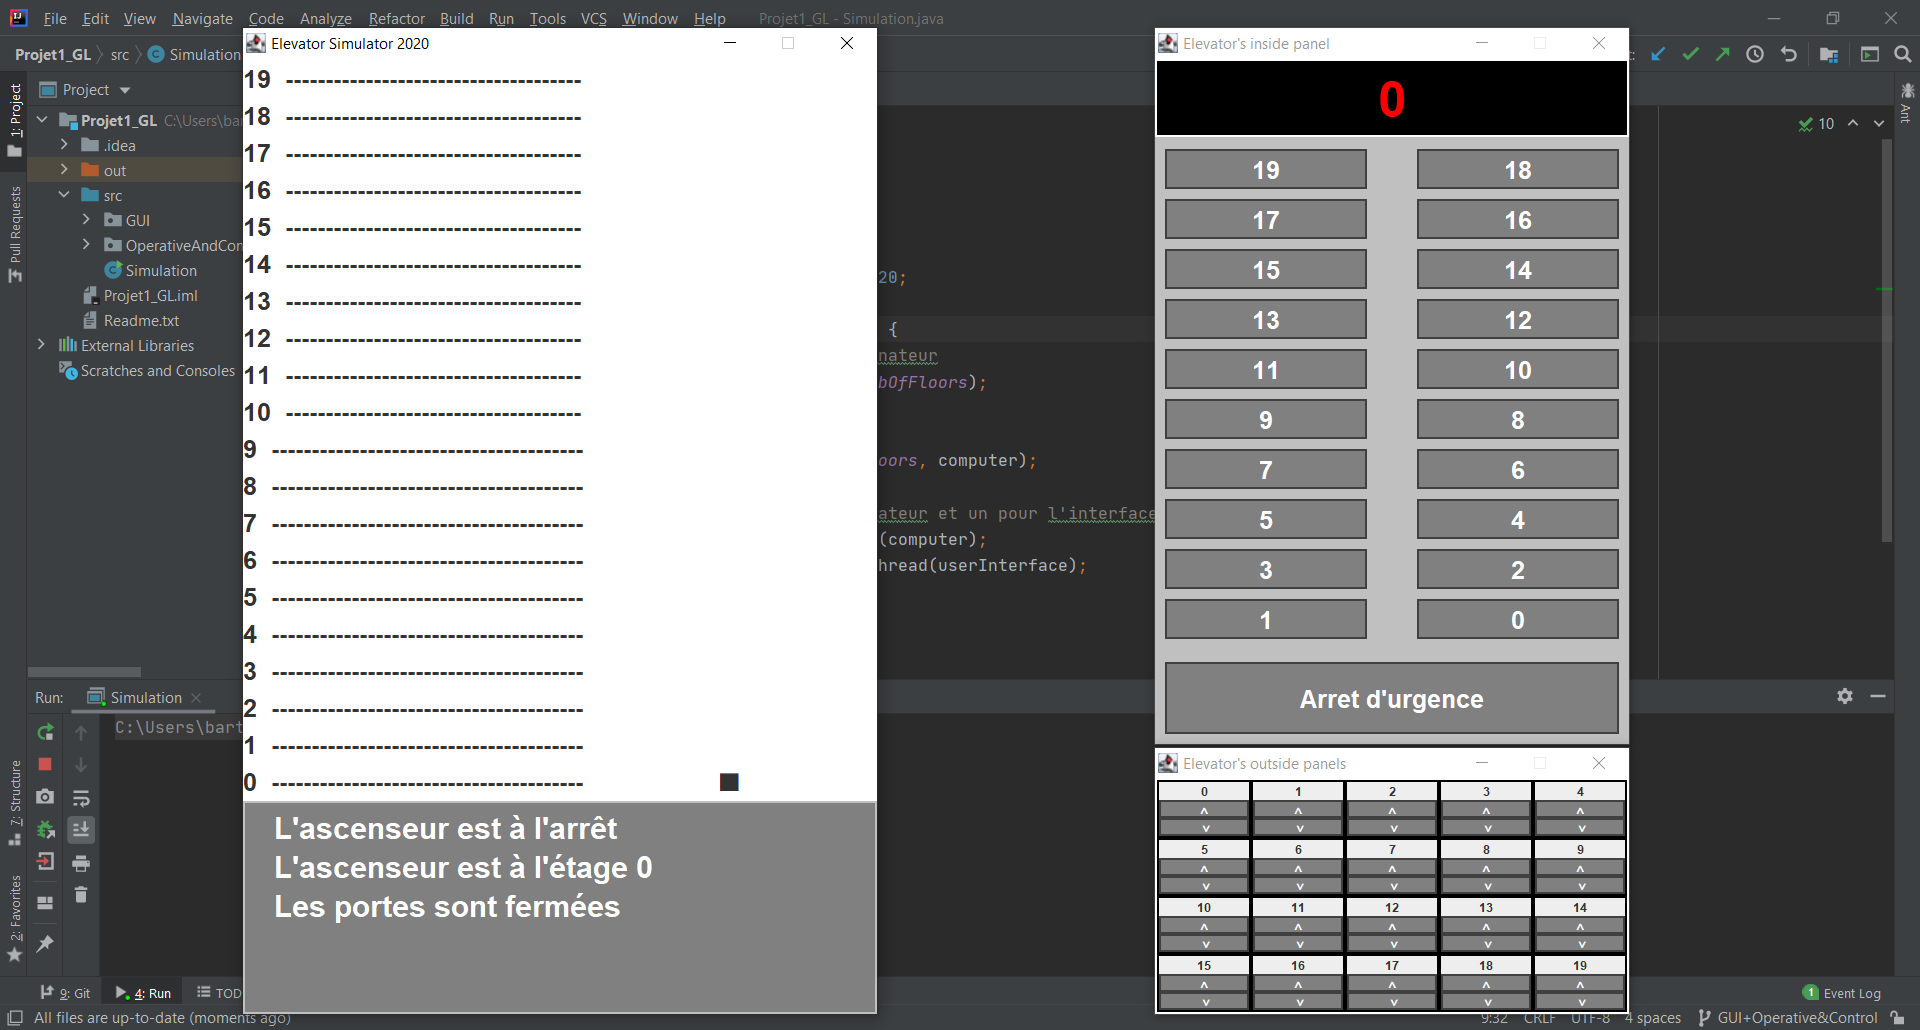 File Edit View Navigate Code Analyze Refactor Build Run Tools VCS Window Help Projet1_GL - Simulation.java
Projet1_GL src Simulation
Project
Projet1_GL C:\Users\bar
.idea
out
src
GUI
OperativeAndCon
Simulation
Projet1_GL.iml
Readme.txt
External Libraries
Scratches and Consoles
1: Project
Pull Requests
7: Structure
2: Favorites
Elevator Simulator 2020
19 -------------------------------------
18 -------------------------------------
17 -------------------------------------
16 -------------------------------------
15 -------------------------------------
14 -------------------------------------
13 -------------------------------------
12 -------------------------------------
11 -------------------------------------
10 -------------------------------------
9 ---------------------------------------
8 ---------------------------------------
7 ---------------------------------------
6 ---------------------------------------
5 ---------------------------------------
4 ---------------------------------------
3 ---------------------------------------
2 ---------------------------------------
1 ---------------------------------------
0 --------------------------------------- ■
L'ascenseur est à l'arrêt
L'ascenseur est à l'étage 0
Les portes sont fermées
20;
{
nateur
bOfFloors);
oors, computer);
ateur et un pour l'interface
(computer);
hread(userInterface);
Elevator's inside panel
0
19 18
17 16
15 14
13 12
11 10
9 8
7 6
5 4
3 2
1 0
Arret d'urgence
Elevator's outside panels
0 1 2 3 4
^ ^ ^ ^ ^
v v v v v
5 6 7 8 9
^ ^ ^ ^ ^
v v v v v
10 11 12 13 14
^ ^ ^ ^ ^
v v v v v
15 16 17 18 19
^ ^ ^ ^ ^
v v v v v
10
Ant
Run: Simulation
C:\Users\bart
9: Git 4: Run TOD
1 Event Log
All files are up-to-date (moments ago)
9:32 CRLF UTF-8 4 spaces GUI+Operative&Control